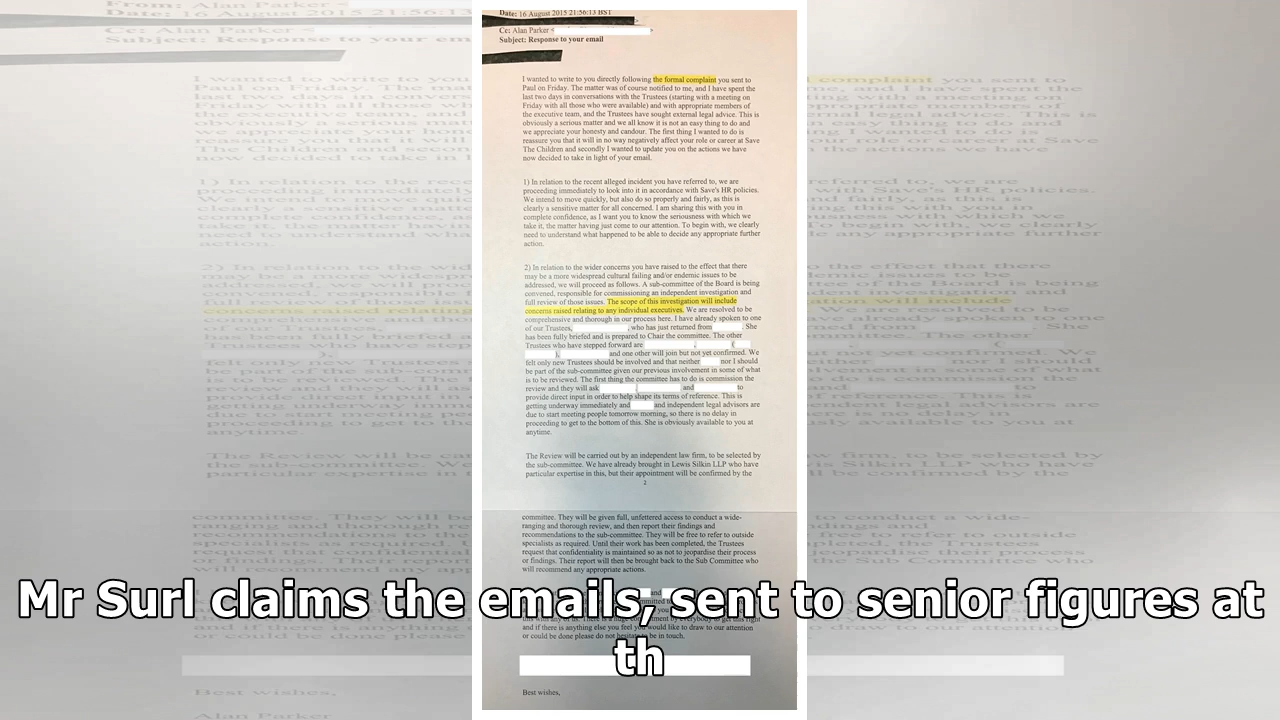 Date: 16 August 2015 21:56:13 BST
Cc: Alan Parker < >
Subject: Response to your email
I wanted to write to you directly following the formal complaint you sent to
Paul on Friday. The matter was of course notified to me, and I have spent the
last two days in conversations with the Trustees (starting with a meeting on
Friday with all those who were available) and with appropriate members of
the executive team, and the Trustees have sought external legal advice. This is
obviously a serious matter and we all know it is not an easy thing to do and
we appreciate your honesty and candour. The first thing I wanted to do is
reassure you that it will in no way negatively affect your role or career at Save
The Children and secondly I wanted to update you on the actions we have
now decided to take in light of your email.
1) In relation to the recent alleged incident you have referred to, we are
proceeding immediately to look into it in accordance with Save's HR policies.
We intend to move quickly, but also do so properly and fairly, as this is
clearly a sensitive matter for all concerned. I am sharing this with you in
complete confidence, as I want you to know the seriousness with which we
take it, the matter having just come to our attention. To begin with, we clearly
need to understand what happened to be able to decide any appropriate further
action.
2) In relation to the wider concerns you have raised to the effect that there
may be a more widespread cultural failing and/or endemic issues to be
addressed, we will proceed as follows. A sub-committee of the Board is being
convened, responsible for commissioning an independent investigation and
full review of those issues. The scope of this investigation will include
concerns raised relating to any individual executives. We are resolved to be
comprehensive and thorough in our process here. I have already spoken to one
of our Trustees, , who has just returned from . She
has been fully briefed and is prepared to Chair the committee. The other
Trustees who have stepped forward are , (
), and one other will join but not yet confirmed. We
felt only new Trustees should be involved and that neither nor I should
be part of the sub-committee given our previous involvement in some of what
is to be reviewed. The first thing the committee has to do is commission the
review and they will ask , and to
provide direct input in order to help shape its terms of reference. This is
getting underway immediately and and independent legal advisors are
due to start meeting people tomorrow morning, so there is no delay in
proceeding to get to the bottom of this. She is obviously available to you at
anytime.
The Review will be carried out by an independent law firm, to be selected by
the sub-committee. We have already brought in Lewis Silkin LLP who have
particular expertise in this, but their appointment will be confirmed by the
2
committee. They will be given full, unfettered access to conduct a wide-
ranging and thorough review, and then report their findings and
recommendations to the sub-committee. They will be free to refer to outside
specialists as required. Until their work has been completed, the Trustees
request that confidentiality is maintained so as not to jeopardise their process
or findings. Their report will then be brought back to the Sub Committee who
will recommend any appropriate actions.
and if there is anything else you feel you would like to draw to our attention
or could be done please do not hesitate to be in touch.
Best wishes,
Mr Surl claims the emails, sent to senior figures at
th